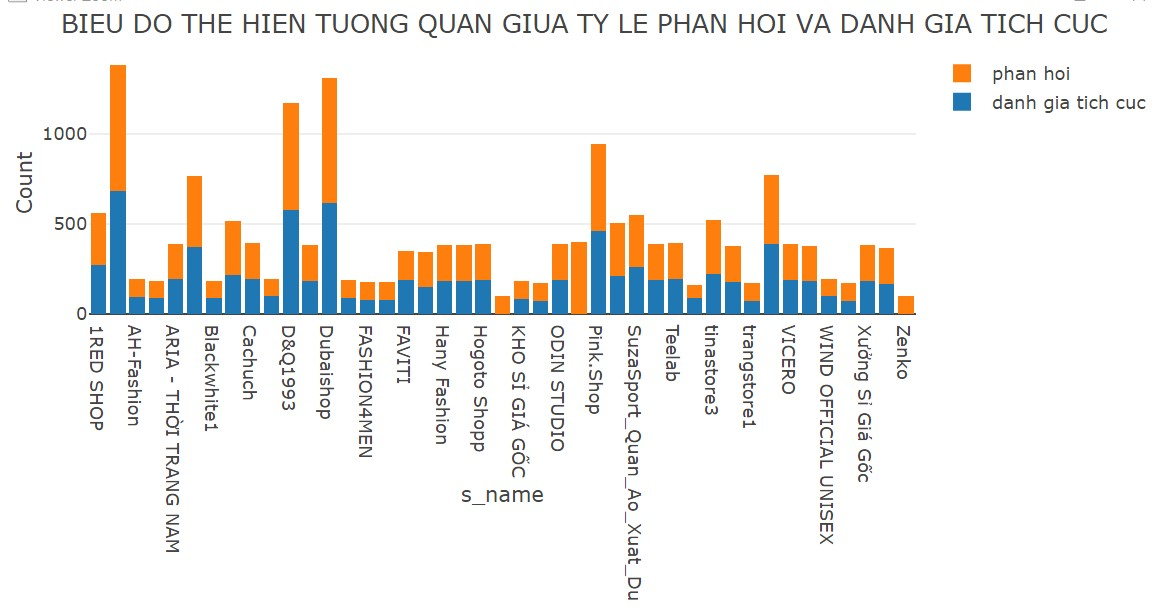 BIEU DO THE HIEN TUONG QUAN GIUA TY LE PHAN HOI VA DANH GIA TICH CUC
phan hoi
danh gia tich cuc
Count
1000
500
0
1RED SHOP
AH-Fashion
ARIA - THỜI TRANG NAM
Blackwhite1
Cachuch
D&Q1993
Dubaishop
FASHION4MEN
FAVITI
Hany Fashion
Hogoto Shopp
KHO SỈ GIÁ GỐC
ODIN STUDIO
Pink.Shop
SuzaSport_Quan_Ao_Xuat_Du
Teelab
tinastore3
trangstore1
VICERO
WIND OFFICIAL UNISEX
Xưởng Sỉ Giá Gốc
Zenko
s_name